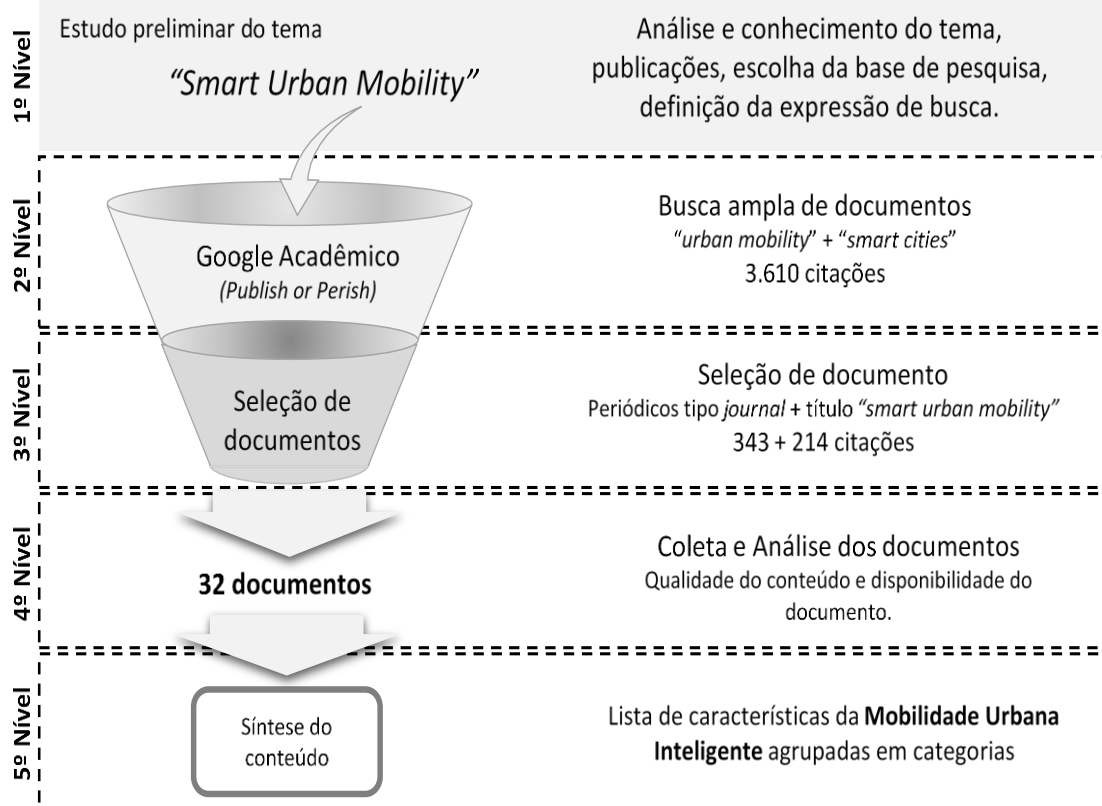 1º Nível
Estudo preliminar do tema
“Smart Urban Mobility”
Análise e conhecimento do tema,
publicações, escolha da base de pesquisa,
definição da expressão de busca.
2º Nível
Google Acadêmico
(Publish or Perish)
Busca ampla de documentos
“urban mobility” + “smart cities”
3.610 citações
3º Nível
Seleção de
documentos
Seleção de documento
Periódicos tipo journal + título “smart urban mobility”
343 + 214 citações
4º Nível
32 documentos
Coleta e Análise dos documentos
Qualidade do conteúdo e disponibilidade do
documento.
5º Nível
Síntese do
conteúdo
Lista de características da Mobilidade Urbana
Inteligente agrupadas em categorias